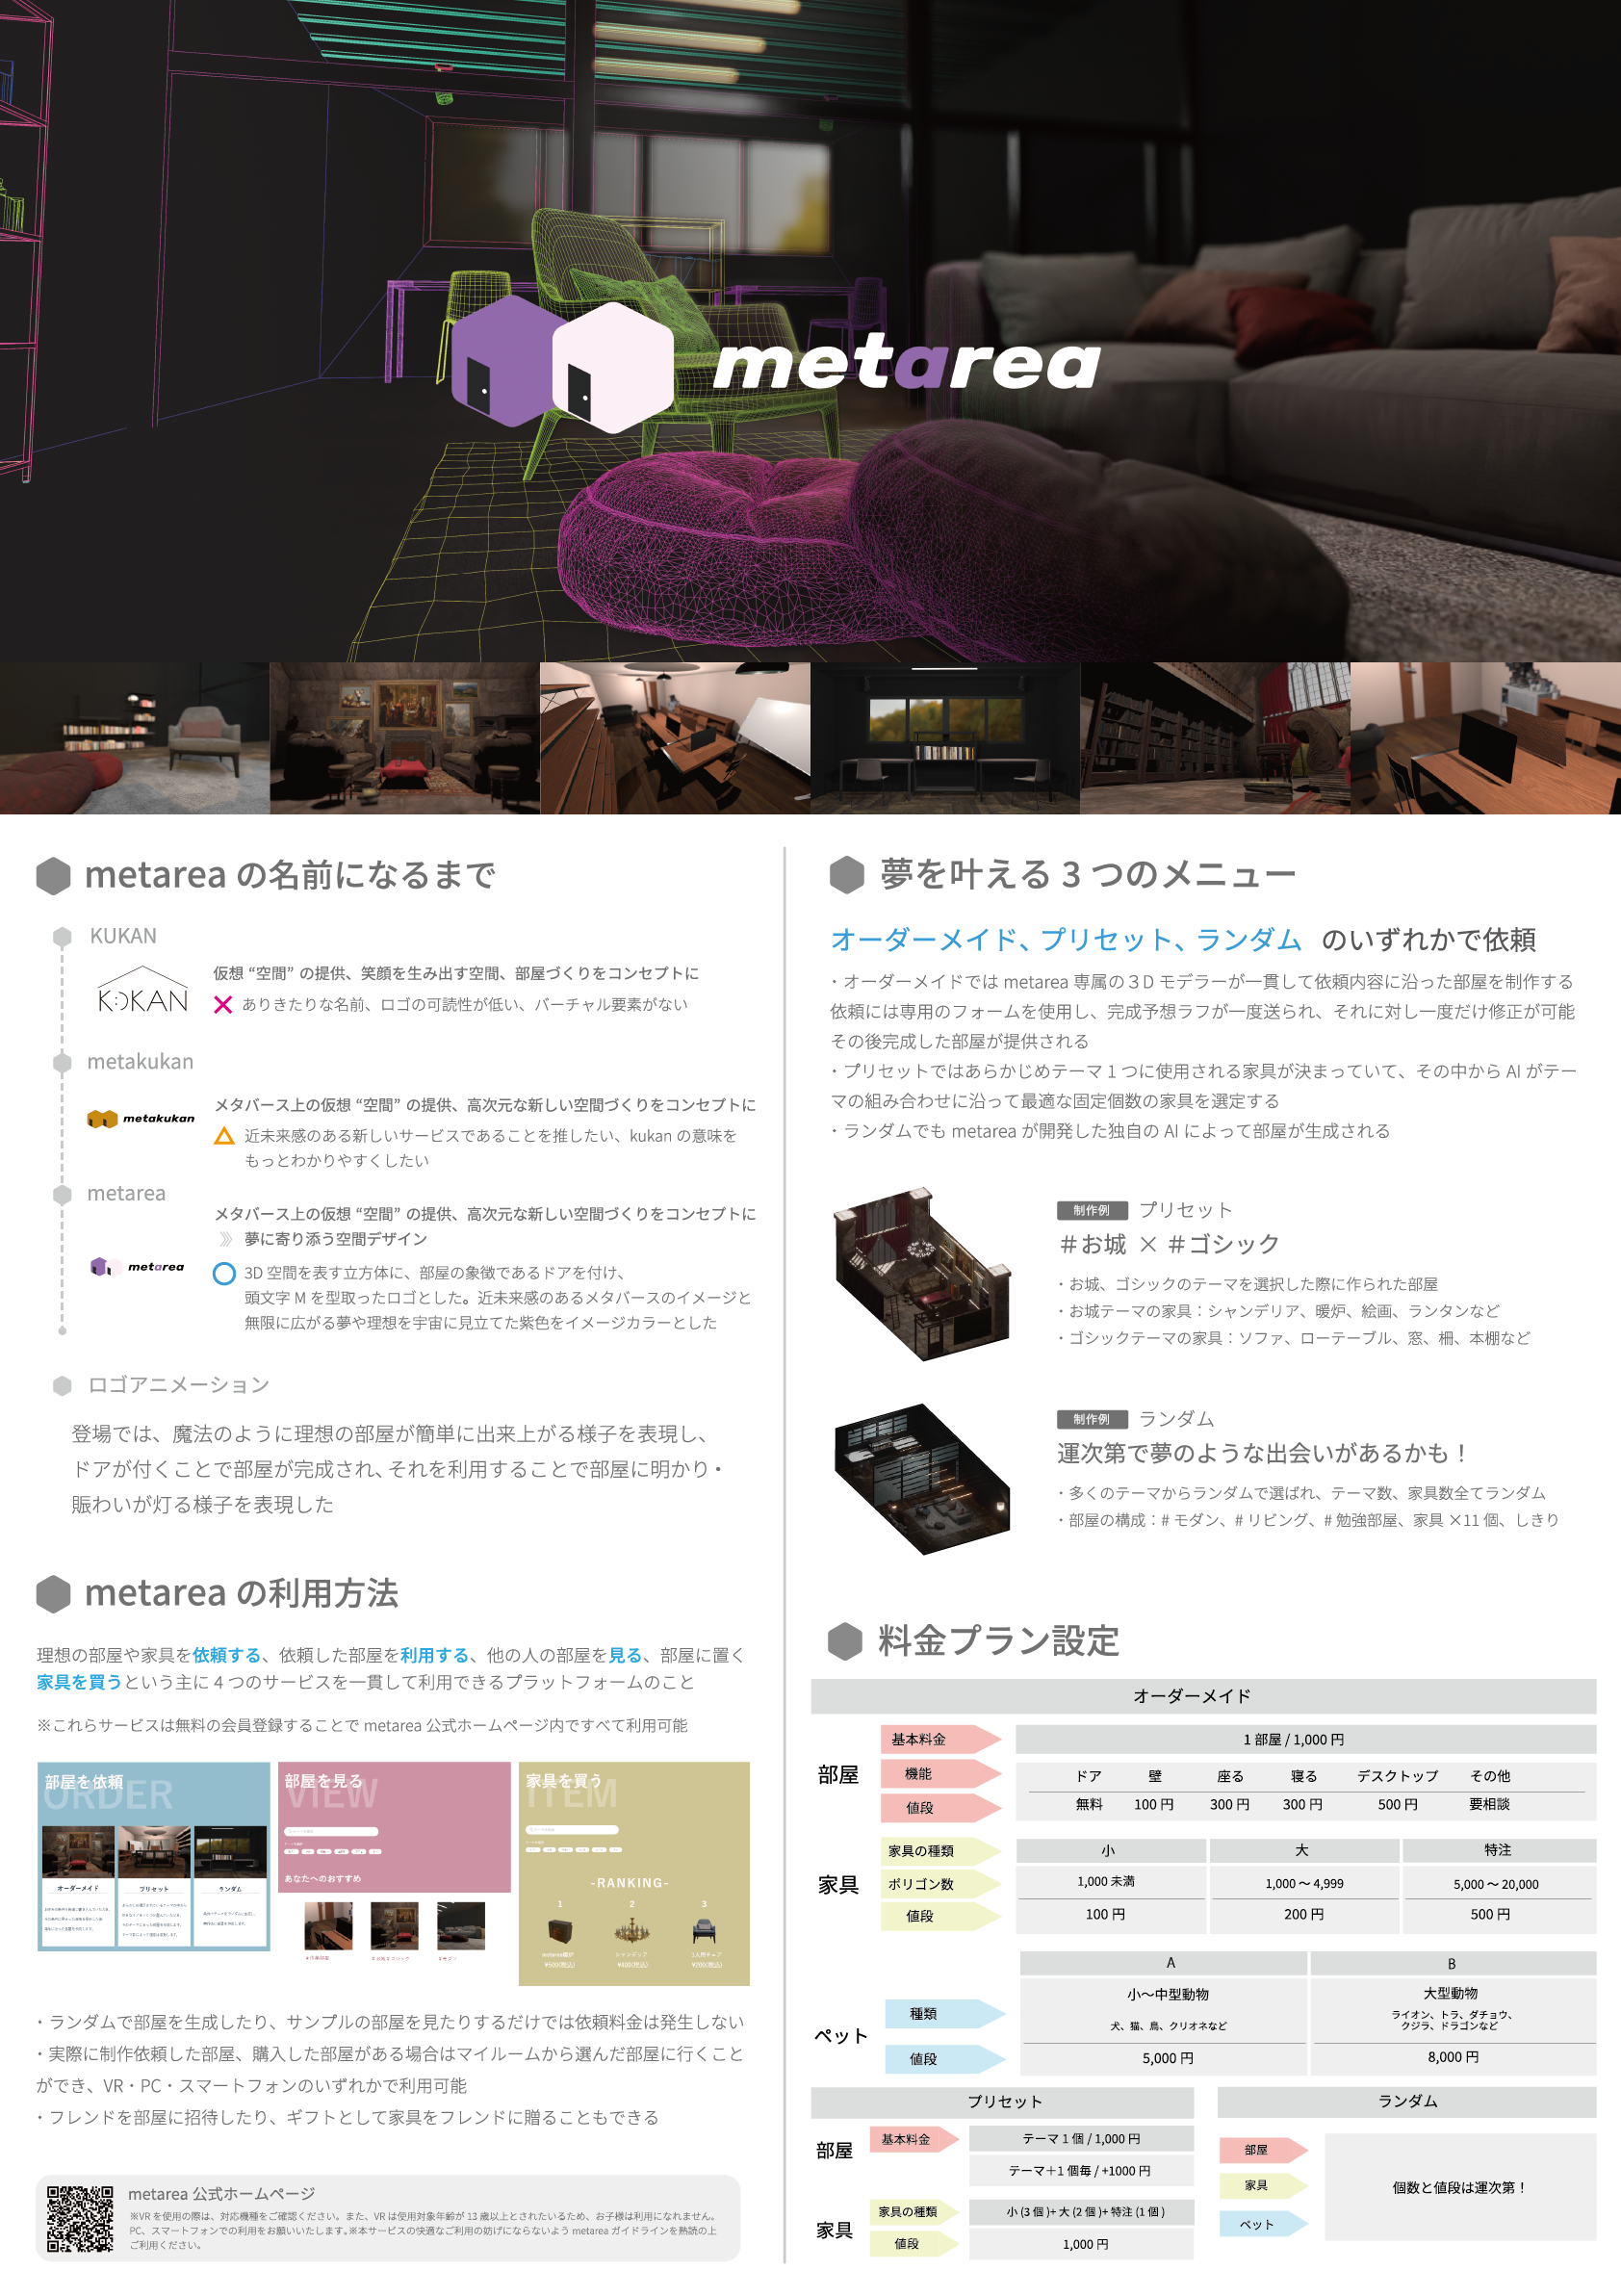 metarea
metarea の名前になるまで
KUKAN
KUKAN
仮想 “空間” の提供、笑顔を生み出す空間、部屋づくりをコンセプトに
ありきたりな名前、ロゴの可読性が低い、バーチャル要素がない
metakukan
metakukan
メタバース上の仮想 “空間” の提供、高次元な新しい空間づくりをコンセプトに
近未来感のある新しいサービスであることを推したい、kukan の意味を
もっとわかりやすくしたい
metarea
metarea
メタバース上の仮想 “空間” の提供、高次元な新しい空間づくりをコンセプトに
》 夢に寄り添う空間デザイン
3D 空間を表す立方体に、部屋の象徴であるドアを付け、
頭文字 M を型取ったロゴとした。近未来感のあるメタバースのイメージと
無限に広がる夢や理想を宇宙に見立てた紫色をイメージカラーとした
ロゴアニメーション
登場では、魔法のように理想の部屋が簡単に出来上がる様子を表現し、
ドアが付くことで部屋が完成され、それを利用することで部屋に明かり・
賑わいが灯る様子を表現した
metarea の利用方法
理想の部屋や家具を依頼する、依頼した部屋を利用する、他の人の部屋を見る、部屋に置く
家具を買うという主に 4 つのサービスを一貫して利用できるプラットフォームのこと
※これらサービスは無料の会員登録することで metarea 公式ホームページ内ですべて利用可能
部屋を依頼
ORDER
オーダーメイド
プリセット
ランダム
部屋を見る
VIEW
あなたへのおすすめ
家具を買う
ITEM
-RANKING-
1 2 3
シャンデリア
¥500(税込) ¥400(税込) ¥200(税込)
・ランダムで部屋を生成したり、サンプルの部屋を見たりするだけでは依頼料金は発生しない
・実際に制作依頼した部屋、購入した部屋がある場合はマイルームから選んだ部屋に行くこと
ができ、VR・PC・スマートフォンのいずれかで利用可能
・フレンドを部屋に招待したり、ギフトとして家具をフレンドに贈ることもできる
metarea 公式ホームページ
※VR を使用の際は、対応機種をご確認ください。また、VR は使用対象年齢が 13 歳以上とされたいるため、お子様は利用になれません。
PC、スマートフォンでの利用をお願いいたします。※本サービスの快適なご利用の妨げにならないよう metarea ガイドラインを熟読の上
ご利用ください。
夢を叶える 3 つのメニュー
オーダーメイド、プリセット、ランダム のいずれかで依頼
・オーダーメイドでは metarea 専属の３D モデラーが一貫して依頼内容に沿った部屋を制作する
依頼には専用のフォームを使用し、完成予想ラフが一度送られ、それに対し一度だけ修正が可能
その後完成した部屋が提供される
・プリセットではあらかじめテーマ 1 つに使用される家具が決まっていて、その中から AI がテー
マの組み合わせに沿って最適な固定個数の家具を選定する
・ランダムでも metarea が開発した独自の AI によって部屋が生成される
制作例 プリセット
＃お城 × ＃ゴシック
・お城、ゴシックのテーマを選択した際に作られた部屋
・お城テーマの家具：シャンデリア、暖炉、絵画、ランタンなど
・ゴシックテーマの家具：ソファ、ローテーブル、窓、柵、本棚など
制作例 ランダム
運次第で夢のような出会いがあるかも！
・多くのテーマからランダムで選ばれ、テーマ数、家具数全てランダム
・部屋の構成：# モダン、# リビング、# 勉強部屋、家具 ×11 個、しきり
料金プラン設定
オーダーメイド
部屋
基本料金 1 部屋 / 1,000 円
機能 ドア 壁 座る 寝る デスクトップ その他
値段 無料 100 円 300 円 300 円 500 円 要相談
家具
家具の種類 小 大 特注
ポリゴン数 1,000 未満 1,000 〜 4,999 5,000 〜 20,000
値段 100 円 200 円 500 円
ペット
A B
種類 小〜中型動物 大型動物
犬、猫、鳥、クリオネなど
ライオン、トラ、ダチョウ、
クジラ、ドラゴンなど
値段 5,000 円 8,000 円
プリセット
部屋
基本料金 テーマ 1 個 / 1,000 円
テーマ＋1 個毎 / +1000 円
家具
家具の種類 小 (3 個)+ 大 (2 個)+ 特注 (1 個)
値段 1,000 円
ランダム
部屋
家具
ペット
個数と値段は運次第！